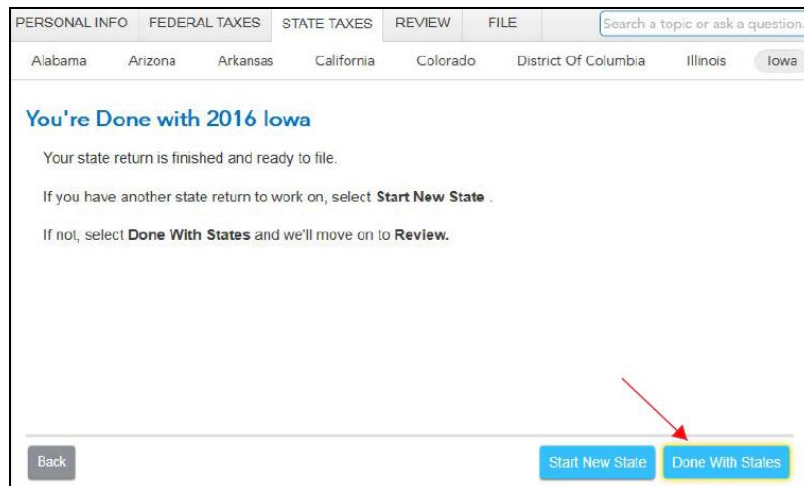 PERSONAL INFO FEDERAL TAXES STATE TAXES REVIEW FILE Search a topic or ask a question.
Alabama Arizona Arkansas California Colorado District Of Columbia Illinois Iowa
You're Done with 2016 Iowa
Your state return is finished and ready to file.
If you have another state return to work on, select Start New State .
If not, select Done With States and we'll move on to Review.
Back Start New State Done With States